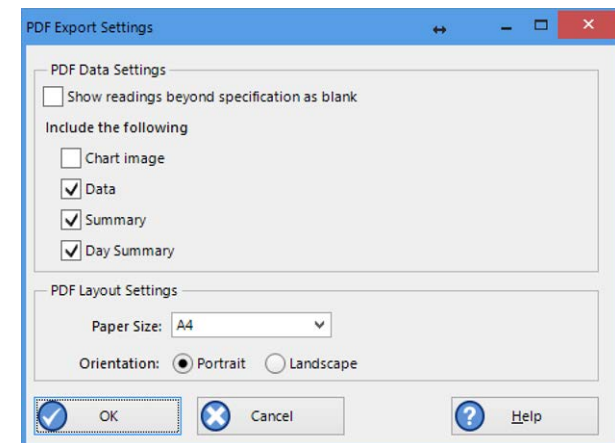 PDF Export Settings
PDF Data Settings
Show readings beyond specification as blank
Include the following
Chart image
Data
Summary
Day Summary
PDF Layout Settings
Paper Size: A4
Orientation: Portrait Landscape
OK Cancel Help